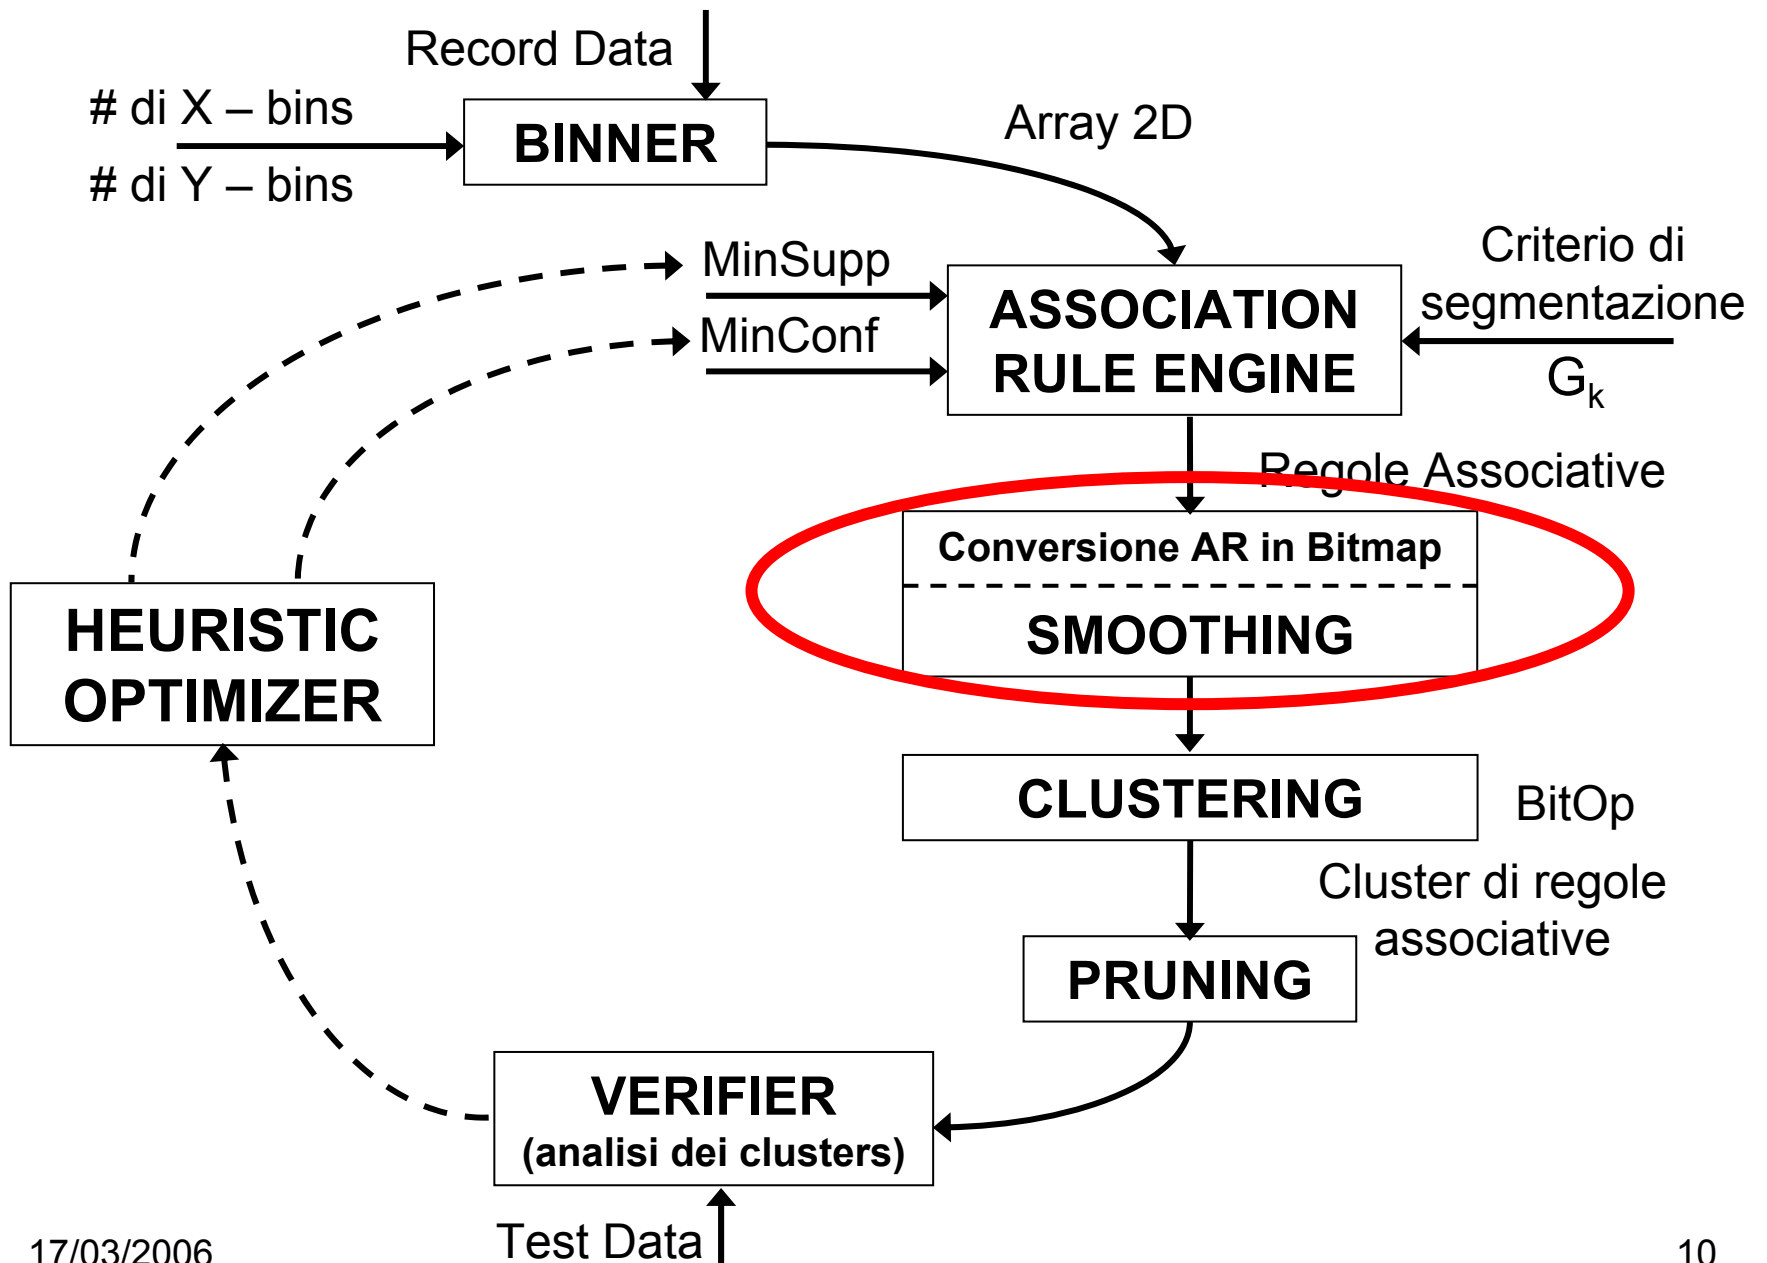 Record Data
# di X – bins
BINNER
Array 2D
# di Y – bins
MinSupp
Criterio di
segmentazione
ASSOCIATION
RULE ENGINE
MinConf
Gk
Regole Associative
Conversione AR in Bitmap
SMOOTHING
HEURISTIC
OPTIMIZER
CLUSTERING
BitOp
Cluster di regole
associative
PRUNING
VERIFIER
(analisi dei clusters)
Test Data
17/03/2006
10